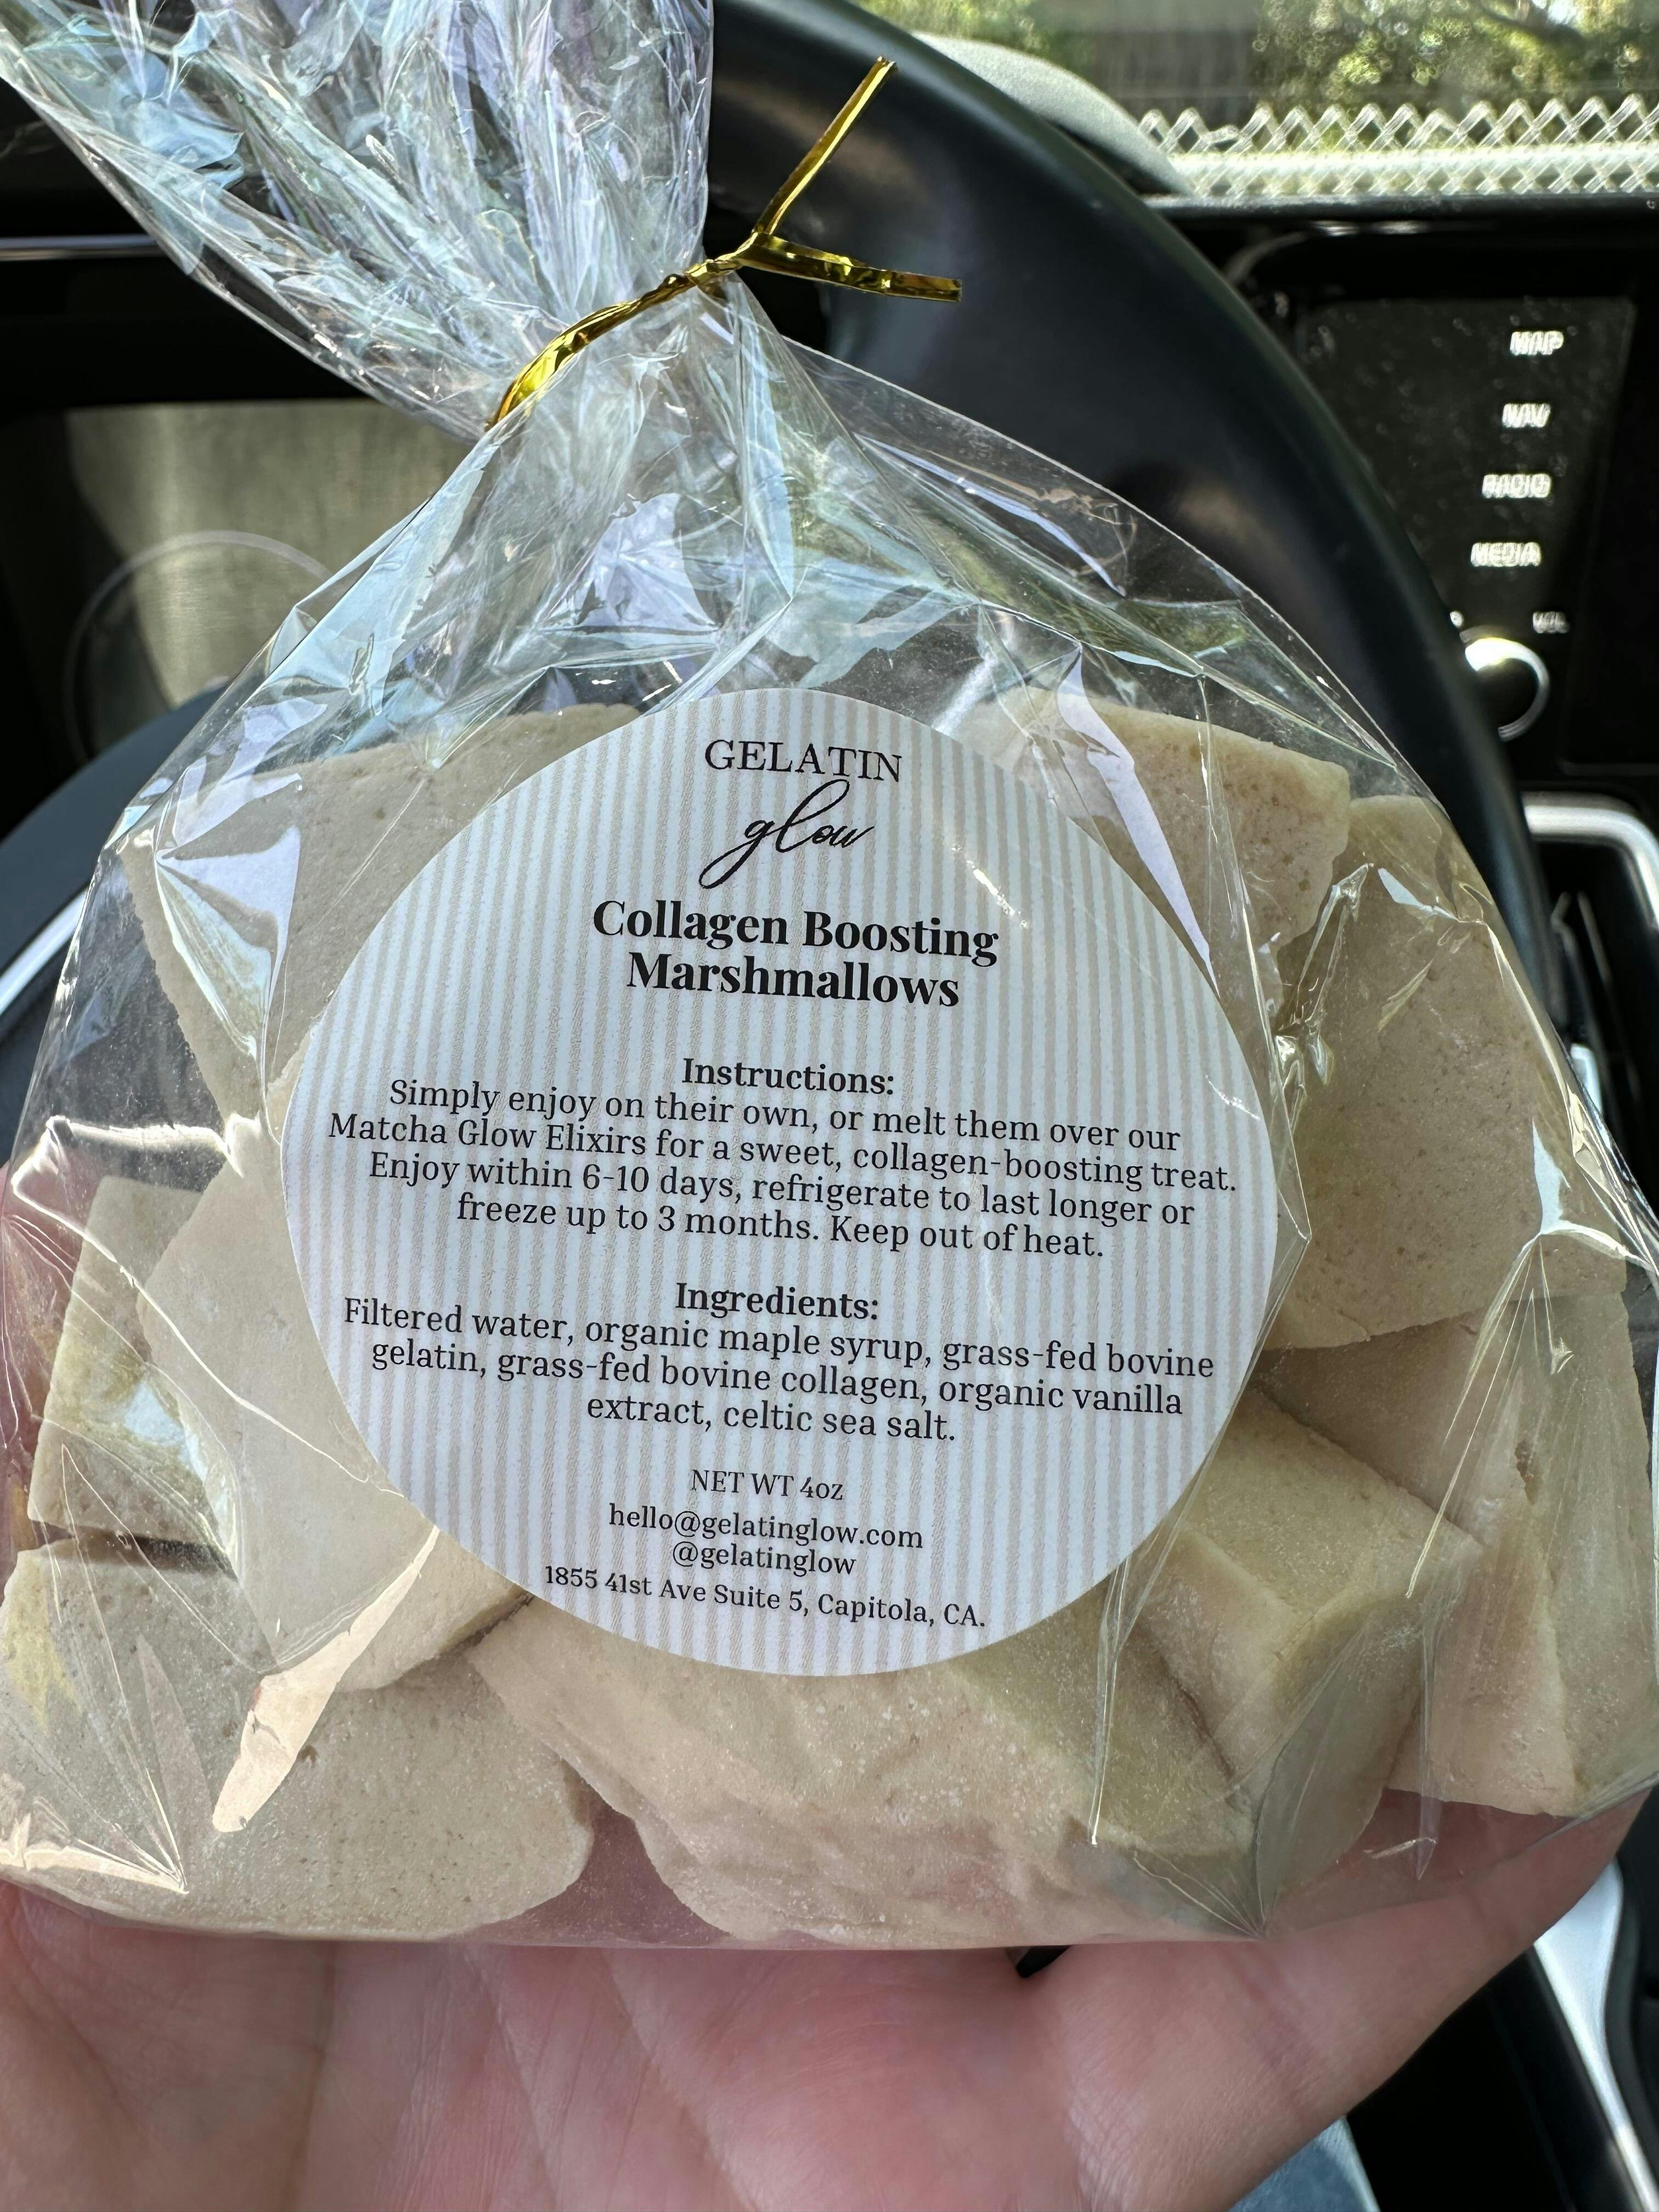 GELATIN
glow
Collagen Boosting
Marshmallows
Instructions:
Simply enjoy on their own, or melt them over our
Matcha Glow Elixirs for a sweet, collagen-boosting treat.
Enjoy within 6-10 days, refrigerate to last longer or
freeze up to 3 months. Keep out of heat.
Ingredients:
Filtered water, organic maple syrup, grass-fed bovine
gelatin, grass-fed bovine collagen, organic vanilla
extract, celtic sea salt.
NET WT 4oz
hello@gelatinglow.com
@gelatinglow
1855 41st Ave Suite 5, Capitola, CA.
MAP
NAV
RADIO
MEDIA
VOL